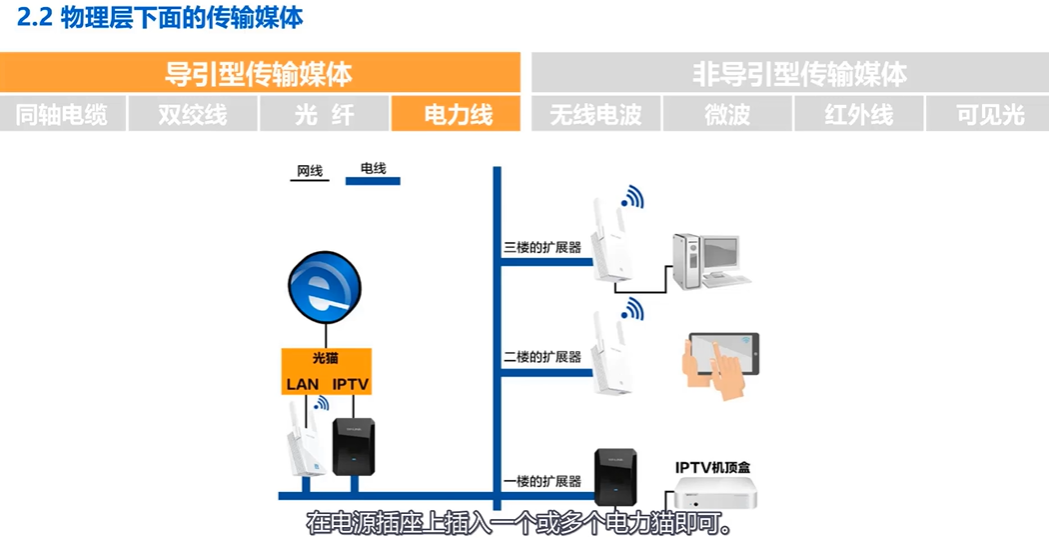 2.2 物理层下面的传输媒体
导引型传输媒体 非导引型传输媒体
同轴电缆 双绞线 光 纤 电力线 无线电波 微波 红外线 可见光
网线 电线
三楼的扩展器
光猫
LAN IPTV
二楼的扩展器
一楼的扩展器
IPTV机顶盒
在电源插座上插入一个或多个电力猫即可。